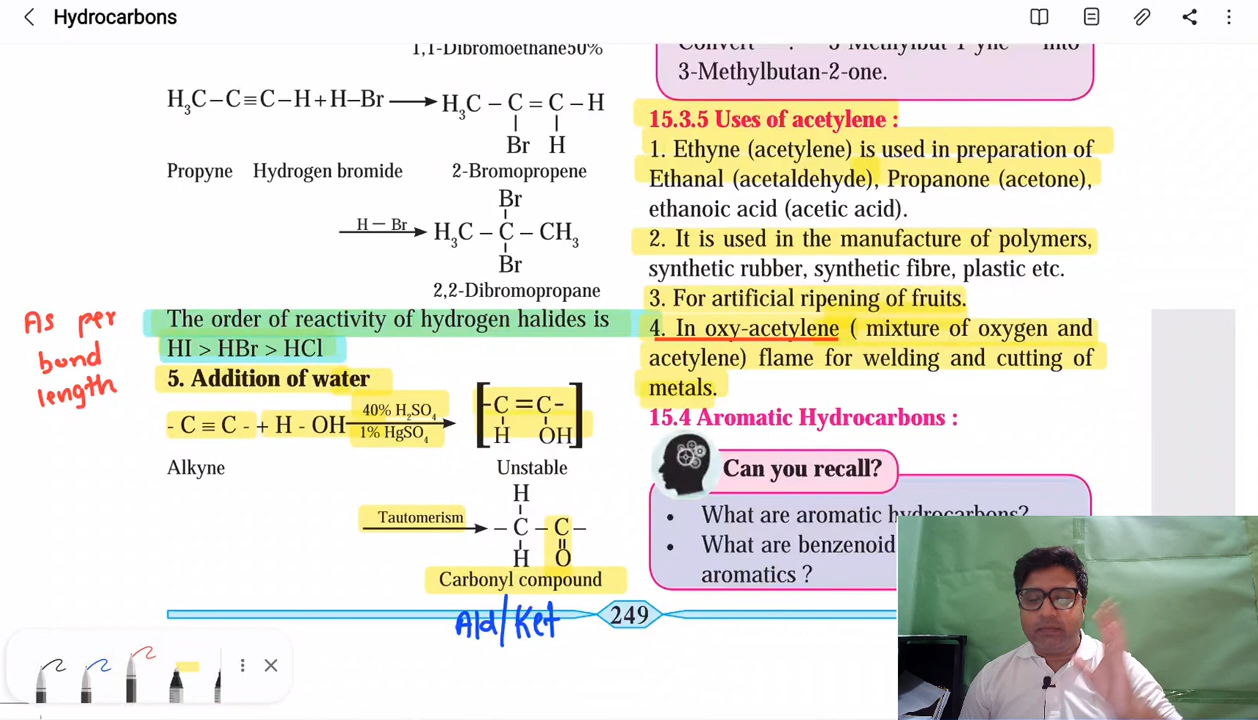 Hydrocarbons
1,1-Dibromoethane50%
H₃C – C ≡ C – H + H – Br ⟶ H₃C – C = C – H
Br H
Propyne Hydrogen bromide 2-Bromopropene
Br
H – Br
H₃C – C – CH₃
Br
2,2-Dibromopropane
As per
bond
length
The order of reactivity of hydrogen halides is
HI > HBr > HCl
5. Addition of water
- C ≡ C - + H - OH 40% H₂SO₄
1% HgSO₄
[-C = C-
H OH]
Alkyne Unstable
H
Tautomerism
– C – C –
H O
Carbonyl compound
Ald/Ket
249
3-Methylbutan-2-one.
15.3.5 Uses of acetylene :
1. Ethyne (acetylene) is used in preparation of
Ethanal (acetaldehyde), Propanone (acetone),
ethanoic acid (acetic acid).
2. It is used in the manufacture of polymers,
synthetic rubber, synthetic fibre, plastic etc.
3. For artificial ripening of fruits.
4. In oxy-acetylene ( mixture of oxygen and
acetylene) flame for welding and cutting of
metals.
15.4 Aromatic Hydrocarbons :
Can you recall?
• What are aromatic hydrocarbons?
• What are benzenoid
aromatics ?